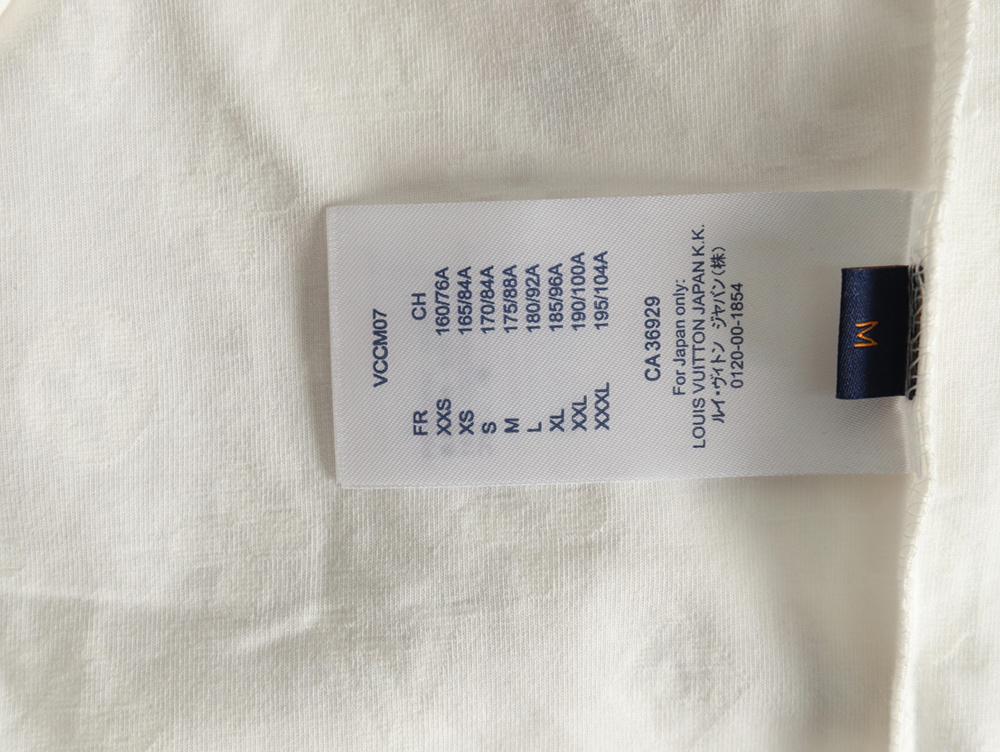 VCCM07
FR CH
XXS 160/76A
XS 165/84A
S 170/84A
M 175/88A
L 180/92A
XL 185/96A
XXL 190/100A
XXXL 195/104A
CA 36929
For Japan only:
LOUIS VUITTON JAPAN K.K.
ルイ・ヴィトン ジャパン(株)
0120-00-1854
M